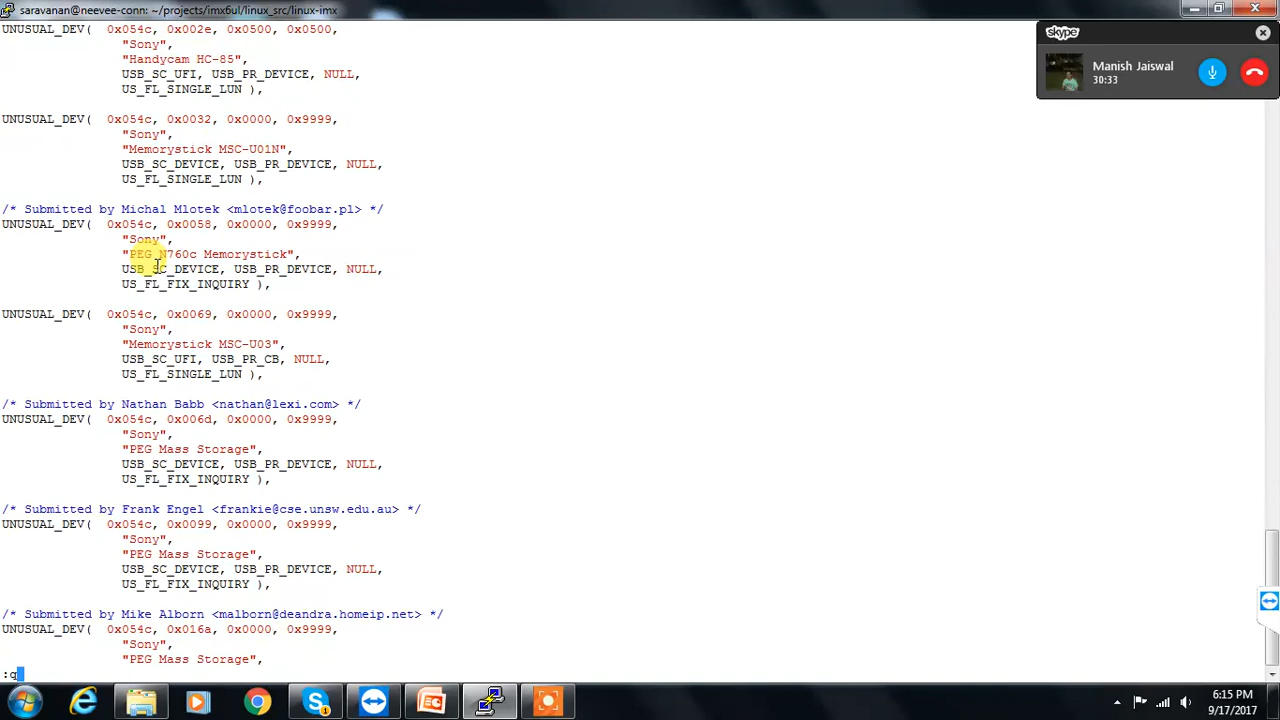 saravanan@neevee-conn: ~/projects/imx6ul/linux_src/linux-imx
UNUSUAL_DEV(  0x054c, 0x002e, 0x0500, 0x0500,
"Sony",
"Handycam HC-85",
USB_SC_UFI, USB_PR_DEVICE, NULL,
US_FL_SINGLE_LUN ),
UNUSUAL_DEV(  0x054c, 0x0032, 0x0000, 0x9999,
"Sony",
"Memorystick MSC-U01N",
USB_SC_DEVICE, USB_PR_DEVICE, NULL,
US_FL_SINGLE_LUN ),
/* Submitted by Michal Mlotek <mlotek@foobar.pl> */
UNUSUAL_DEV(  0x054c, 0x0058, 0x0000, 0x9999,
"Sony",
"PEG N760c Memorystick",
USB_SC_DEVICE, USB_PR_DEVICE, NULL,
US_FL_FIX_INQUIRY ),
UNUSUAL_DEV(  0x054c, 0x0069, 0x0000, 0x9999,
"Sony",
"Memorystick MSC-U03",
USB_SC_UFI, USB_PR_CB, NULL,
US_FL_SINGLE_LUN ),
/* Submitted by Nathan Babb <nathan@lexi.com> */
UNUSUAL_DEV(  0x054c, 0x006d, 0x0000, 0x9999,
"Sony",
"PEG Mass Storage",
USB_SC_DEVICE, USB_PR_DEVICE, NULL,
US_FL_FIX_INQUIRY ),
/* Submitted by Frank Engel <frankie@cse.unsw.edu.au> */
UNUSUAL_DEV(  0x054c, 0x0099, 0x0000, 0x9999,
"Sony",
"PEG Mass Storage",
USB_SC_DEVICE, USB_PR_DEVICE, NULL,
US_FL_FIX_INQUIRY ),
/* Submitted by Mike Alborn <malborn@deandra.homeip.net> */
UNUSUAL_DEV(  0x054c, 0x016a, 0x0000, 0x9999,
"Sony",
"PEG Mass Storage",
:q
skype
Manish Jaiswal
30:33
6:15 PM
9/17/2017